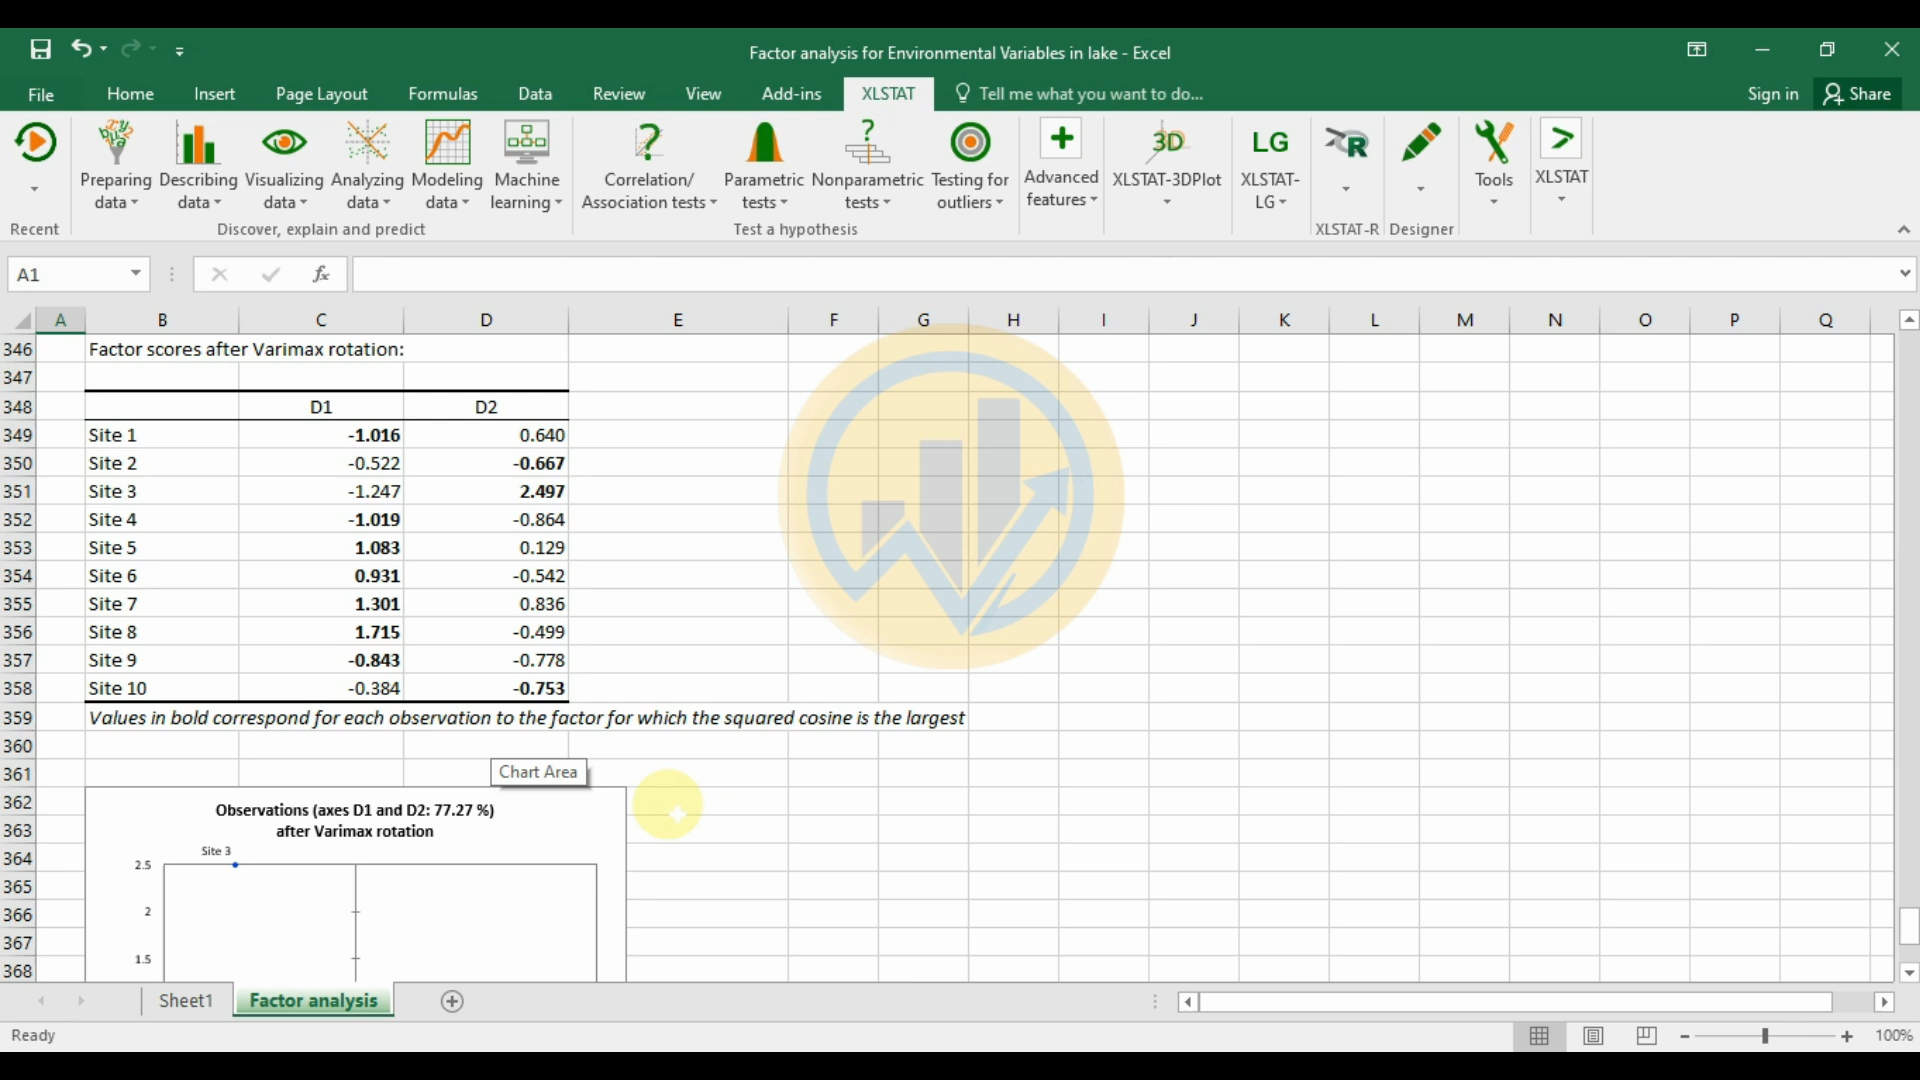 Factor analysis for Environmental Variables in lake - Excel
File Home Insert Page Layout Formulas Data Review View Add-ins XLSTAT Tell me what you want to do... Sign in Share
Preparing data
Describing data
Visualizing data
Analyzing data
Modeling data
Machine learning
Correlation/ Association tests
Parametric tests
Nonparametric tests
Testing for outliers
Advanced features
3D
XLSTAT-3DPlot
LG
XLSTAT-LG
R
Tools
XLSTAT
Recent
Discover, explain and predict
Test a hypothesis
XLSTAT-R
Designer
A1
fx
A B C D E F G H I J K L M N O P Q
346 Factor scores after Varimax rotation:
347
348 D1 D2
349 Site 1 -1.016 0.640
350 Site 2 -0.522 -0.667
351 Site 3 -1.247 2.497
352 Site 4 -1.019 -0.864
353 Site 5 1.083 0.129
354 Site 6 0.931 -0.542
355 Site 7 1.301 0.836
356 Site 8 1.715 -0.499
357 Site 9 -0.843 -0.778
358 Site 10 -0.384 -0.753
359 Values in bold correspond for each observation to the factor for which the squared cosine is the largest
360
361
Chart Area
362
363
364
365
366
367
368
Observations (axes D1 and D2: 77.27 %)
after Varimax rotation
Site 3
2.5
2
1.5
Sheet1 Factor analysis
Ready 100%